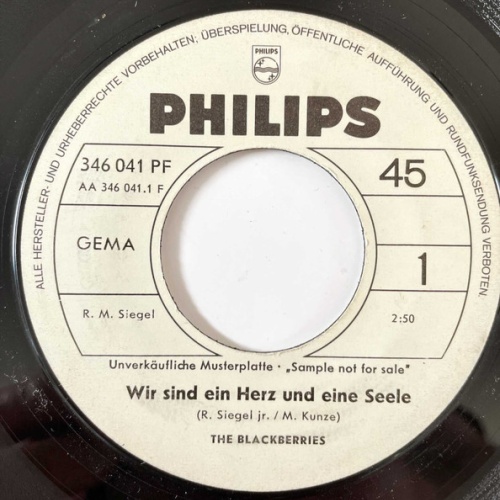 ALLE HERSTELLER- UND URHEBERRECHTE VORBEHALTEN; ÜBERSPIELUNG, ÖFFENTLICHE AUFFÜHRUNG UND RUNDFUNKSENDUNG VERBOTEN.
PHILIPS
PHILIPS
346 041 PF
AA 346 041.1 F
45
GEMA
1
R. M. Siegel
2:50
Unverkäufliche Musterplatte · „Sample not for sale"
Wir sind ein Herz und eine Seele
(R. Siegel jr. / M. Kunze)
THE BLACKBERRIES